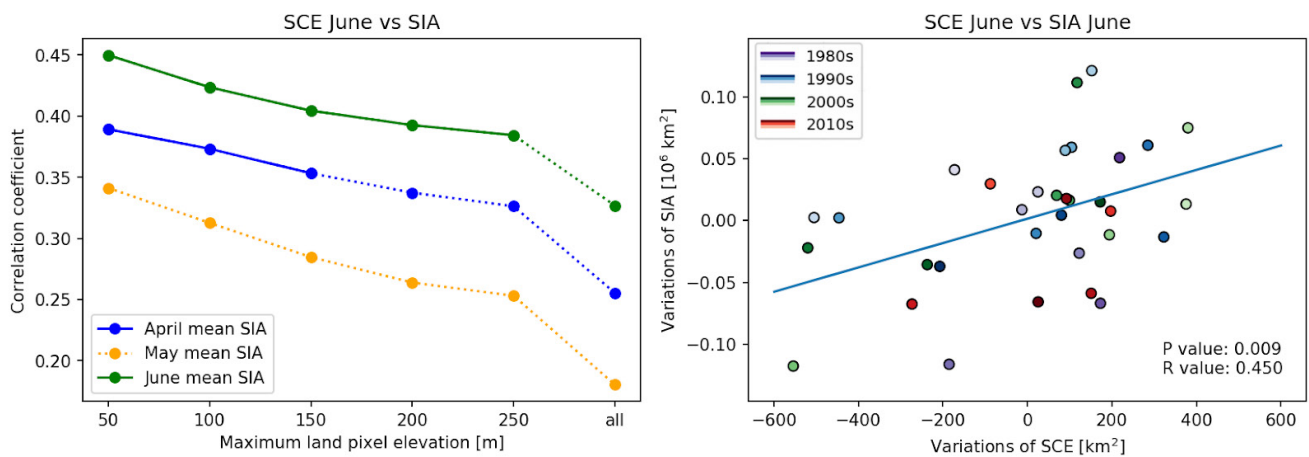 SCE June vs SIA
Correlation coefficient
0.45
0.40
0.35
0.30
0.25
0.20
April mean SIA
May mean SIA
June mean SIA
50
100
150
200
250
all
Maximum land pixel elevation [m]
SCE June vs SIA June
Variations of SIA [10⁶ km²]
0.10
0.05
0.00
−0.05
−0.10
1980s
1990s
2000s
2010s
P value: 0.009
R value: 0.450
−600
−400
−200
0
200
400
600
Variations of SCE [km²]